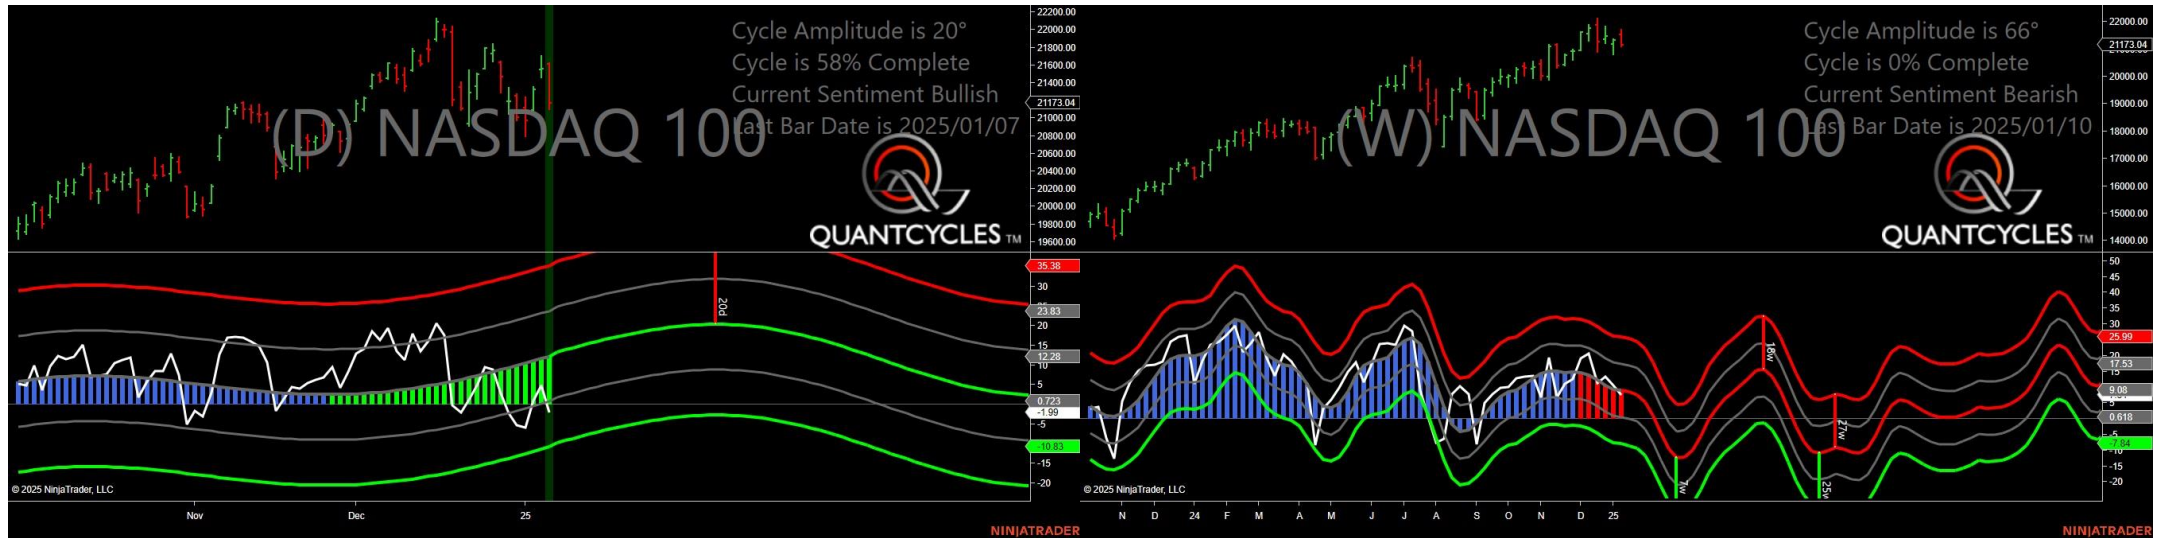 Cycle Amplitude is 20°
Cycle is 58% Complete
Current Sentiment Bullish
Last Bar Date is 2025/01/07
(D) NASDAQ 100
QUANTCYCLES TM
22200.00
22000.00
21800.00
21600.00
21400.00
21173.04
21000.00
20800.00
20600.00
20400.00
20200.00
20000.00
19800.00
19600.00
35.38
30
23.83
20
12.28
10
5
0.723
-1.99
-5
-10.83
-15
-20
20d
© 2025 NinjaTrader, LLC
Nov Dec 25
NINJATRADER
Cycle Amplitude is 66°
Cycle is 0% Complete
Current Sentiment Bearish
Last Bar Date is 2025/01/10
(W) NASDAQ 100
QUANTCYCLES TM
22000.00
21173.04
20000.00
19000.00
18000.00
17000.00
16000.00
15000.00
14000.00
50
45
40
35
30
25.99
20
17.53
15
9.08
5
0.618
-5
-7.84
-10
-15
-20
18w
27w
7w
25w
© 2025 NinjaTrader, LLC
N D 24 F M A M J J A S O N D 25
NINJATRADER